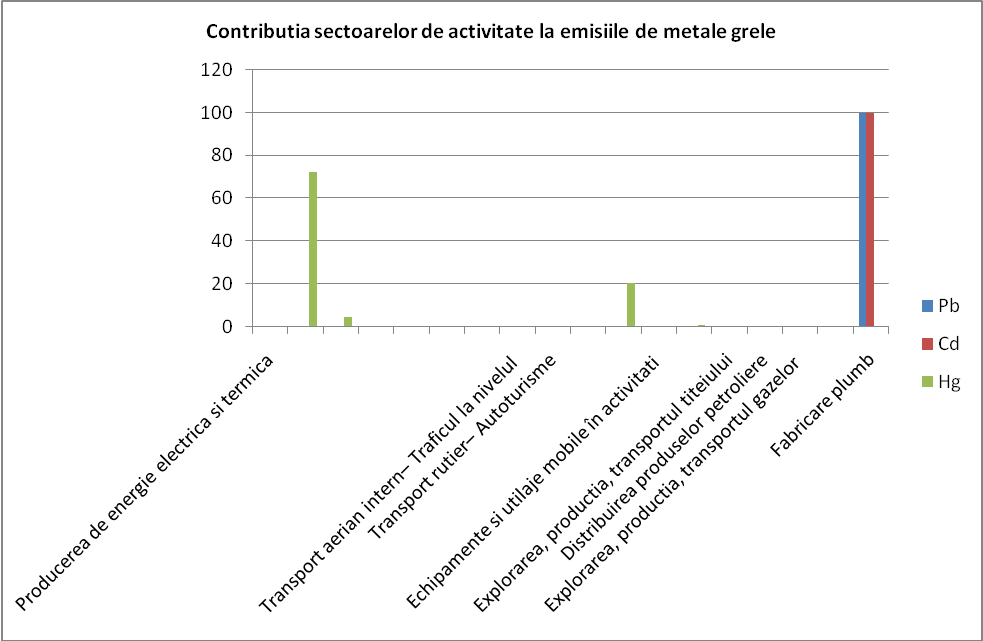 Contributia sectoarelor de activitate la emisiile de metale grele
120
100
80
60
40
20
0
Producerea de energie electrica si termica
Transport aerian intern– Traficul la nivelul
Transport rutier– Autoturisme
Echipamente si utilaje mobile în activitati
Explorarea, productia, transportul titeiului
Distribuirea produselor petroliere
Explorarea, productia, transportul gazelor
Fabricare plumb
Pb
Cd
Hg